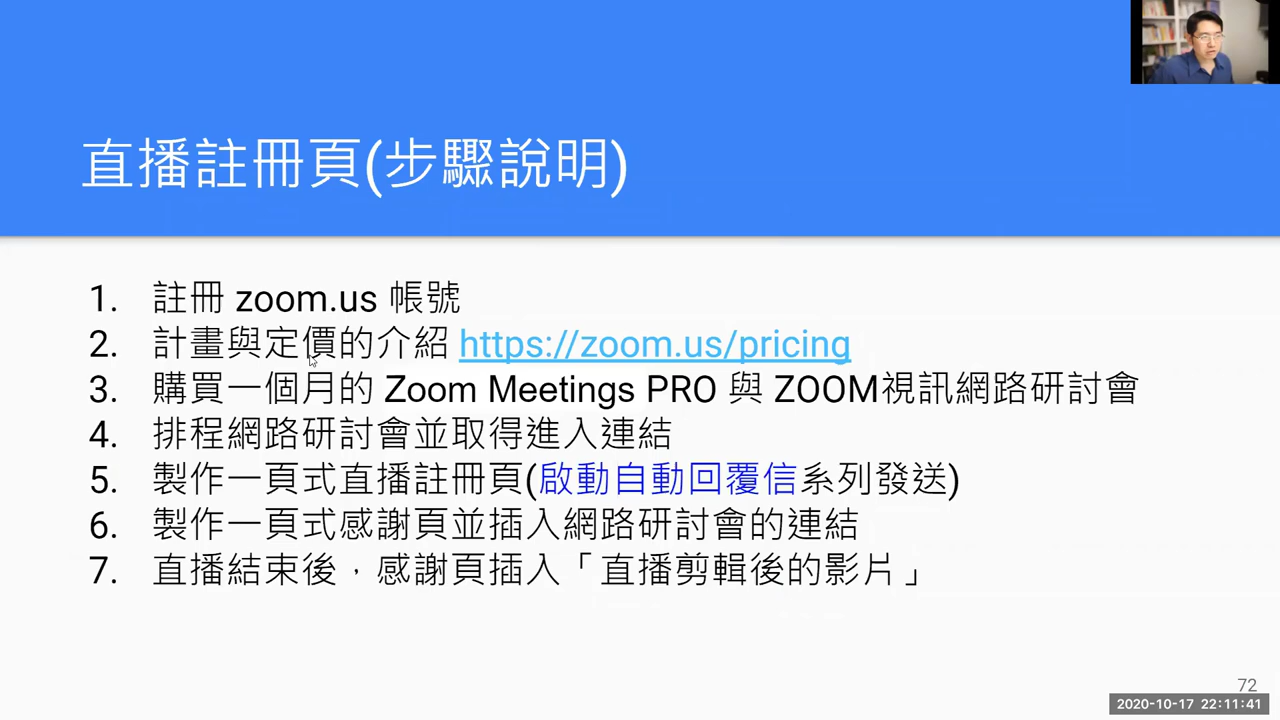 直播註冊頁(步驟說明)
1. 註冊 zoom.us 帳號
2. 計畫與定價的介紹 https://zoom.us/pricing
3. 購買一個月的 Zoom Meetings PRO 與 ZOOM視訊網路研討會
4. 排程網路研討會並取得進入連結
5. 製作一頁式直播註冊頁(啟動自動回覆信系列發送)
6. 製作一頁式感謝頁並插入網路研討會的連結
7. 直播結束後，感謝頁插入「直播剪輯後的影片」
72
2020-10-17 22:11:41